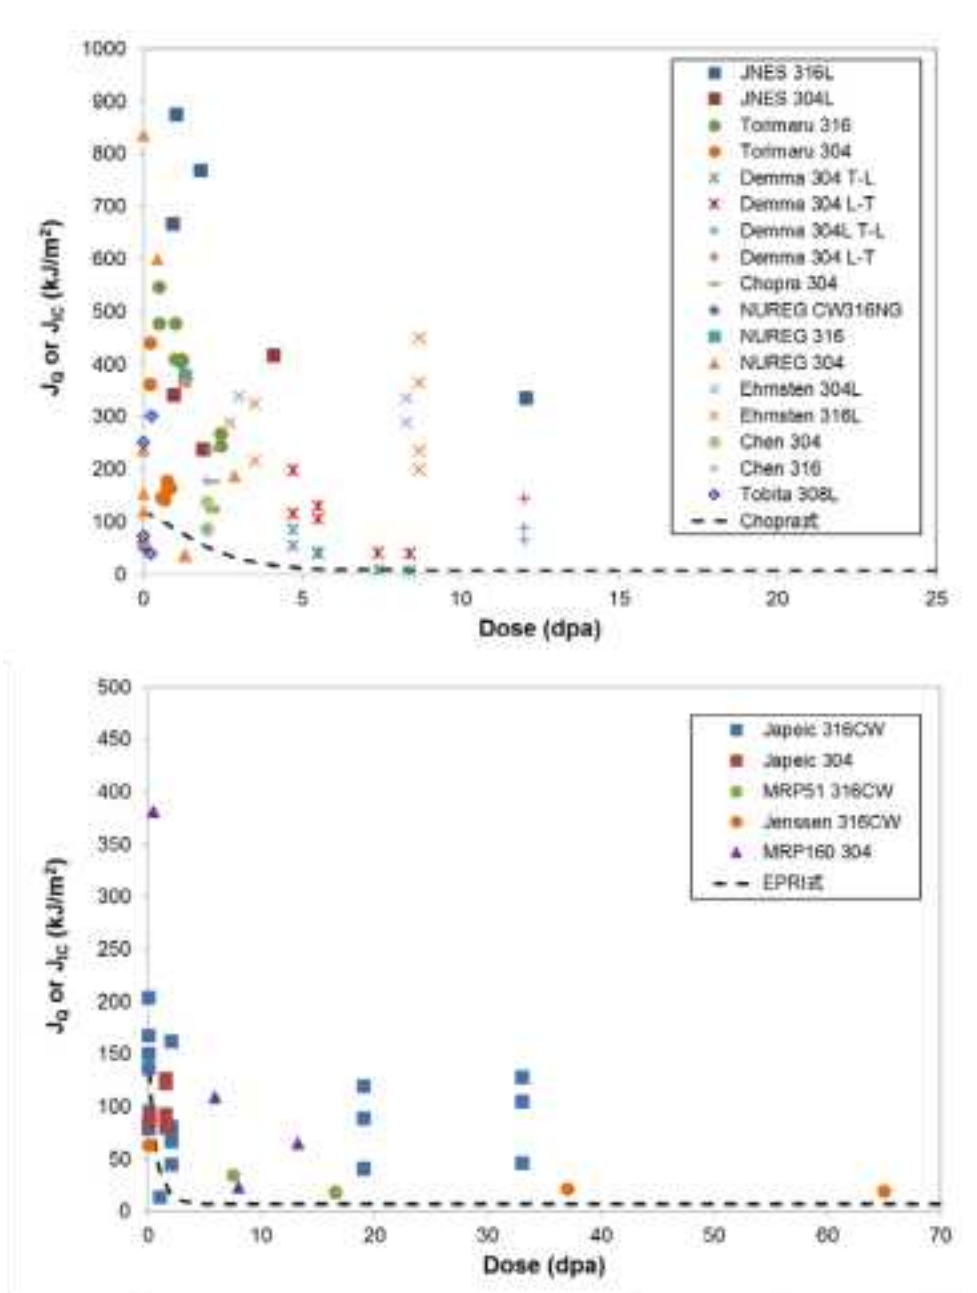 1000
900
800
700
600
500
400
300
200
100
0
J_Q or J_IC (kJ/m²)
0 5 10 15 20 25
Dose (dpa)
JNES 316L
JNES 304L
Torimaru 316
Torimaru 304
Demma 304 T-L
Demma 304 L-T
Demma 304L T-L
Demma 304 L-T
Chopra 304
NUREG CW316NG
NUREG 316
NUREG 304
Ehrnsten 304L
Ehrnsten 316L
Chen 304
Chen 316
Tobita 308L
Chopra式
500
450
400
350
300
250
200
150
100
50
0
J_Q or J_IC (kJ/m²)
0 10 20 30 40 50 60 70
Dose (dpa)
Japeic 316CW
Japeic 304
MRP51 316CW
Jenssen 316CW
MRP160 304
EPRI式